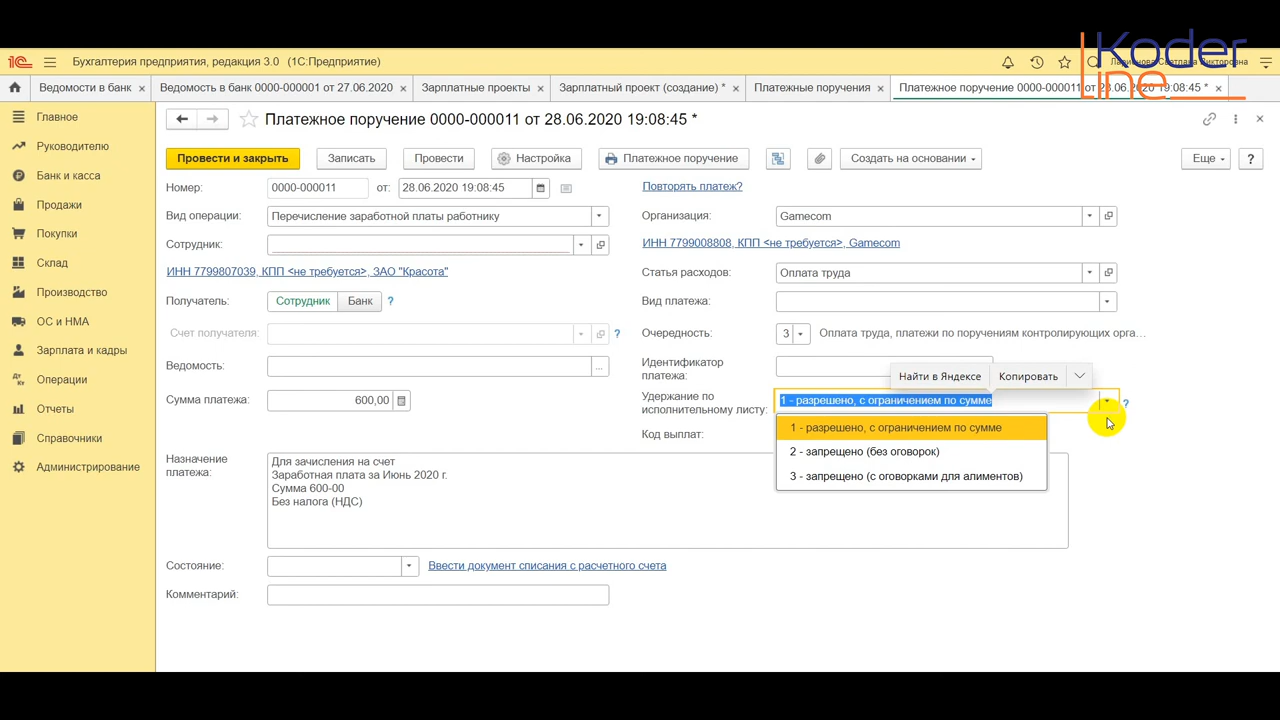 Koder
Line
1С Бухгалтерия предприятия, редакция 3.0 (1С:Предприятие)
Ведомости в банк × Ведомость в банк 0000-000001 от 27.06.2020 × Зарплатные проекты × Зарплатный проект (создание) * × Платежные поручения × Платежное поручение 0000-000011 от 28.06.2020 19:08:45 * ×
Главное
Руководителю
Банк и касса
Продажи
Покупки
Склад
Производство
ОС и НМА
Зарплата и кадры
Операции
Отчеты
Справочники
Администрирование
Платежное поручение 0000-000011 от 28.06.2020 19:08:45 *
Провести и закрыть Записать Провести Настройка Платежное поручение Создать на основании Еще ?
Номер: 0000-000011 от: 28.06.2020 19:08:45 Повторять платеж?
Вид операции: Перечисление заработной платы работнику Организация: Gamecom
Сотрудник: ИНН 7799008808, КПП <не требуется>, Gamecom
ИНН 7799807039, КПП <не требуется>, ЗАО "Красота" Статья расходов: Оплата труда
Получатель: Сотрудник Банк ? Вид платежа:
Счет получателя: ? Очередность: 3 Оплата труда, платежи по поручениям контролирующих орга...
Ведомость: ... Идентификатор
платежа:
Найти в Яндексе Копировать
Сумма платежа: 600,00 Удержание по
исполнительному листу: 1 - разрешено, с ограничением по сумме ?
1 - разрешено, с ограничением по сумме
2 - запрещено (без оговорок)
3 - запрещено (с оговорками для алиментов)
Код выплат:
Назначение
платежа:
Для зачисления на счет
Заработная плата за Июнь 2020 г.
Сумма 600-00
Без налога (НДС)
Состояние: Ввести документ списания с расчетного счета
Комментарий: